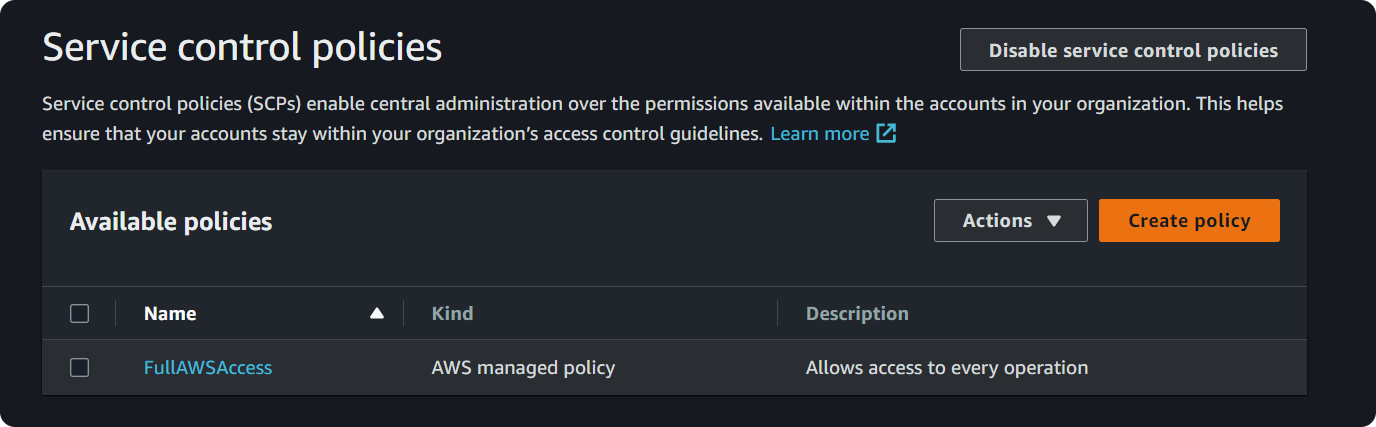 Service control policies
Disable service control policies
Service control policies (SCPs) enable central administration over the permissions available within the accounts in your organization. This helps
ensure that your accounts stay within your organization’s access control guidelines. Learn more
Available policies
Actions
Create policy
Name Kind Description
FullAWSAccess AWS managed policy Allows access to every operation